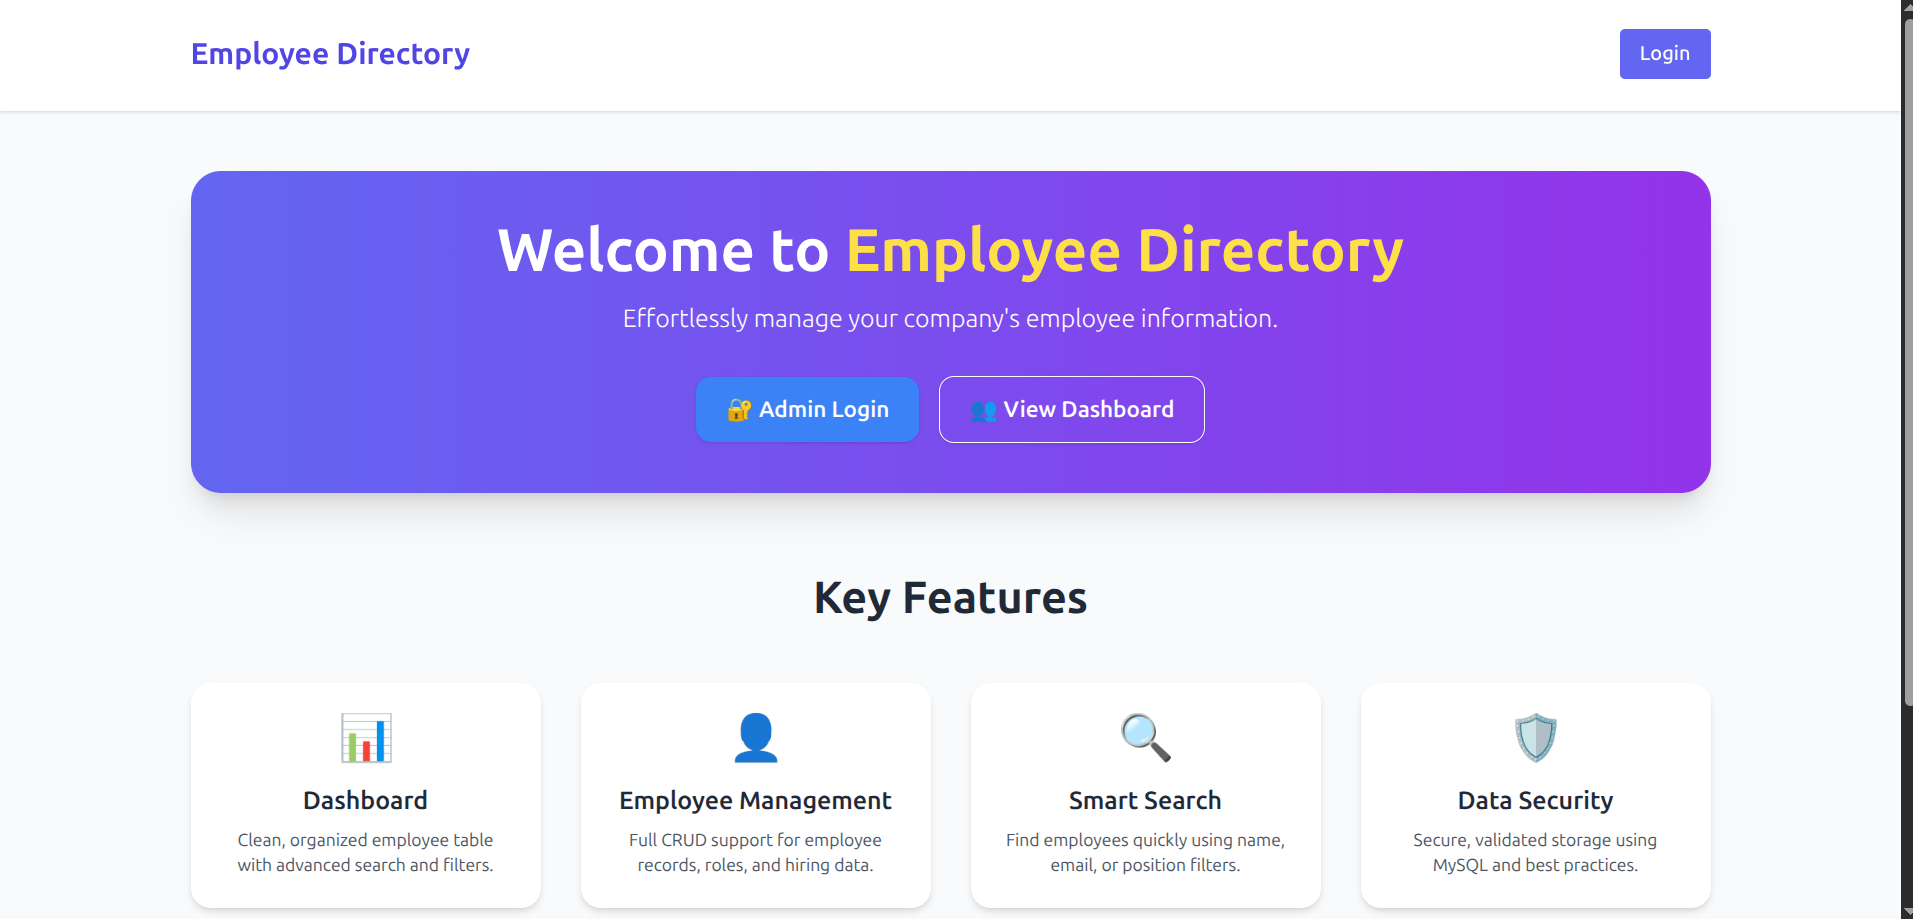 Employee Directory
Login
Welcome to Employee Directory
Effortlessly manage your company's employee information.
Admin Login
View Dashboard
Key Features
Dashboard
Clean, organized employee table
with advanced search and filters.
Employee Management
Full CRUD support for employee
records, roles, and hiring data.
Smart Search
Find employees quickly using name,
email, or position filters.
Data Security
Secure, validated storage using
MySQL and best practices.